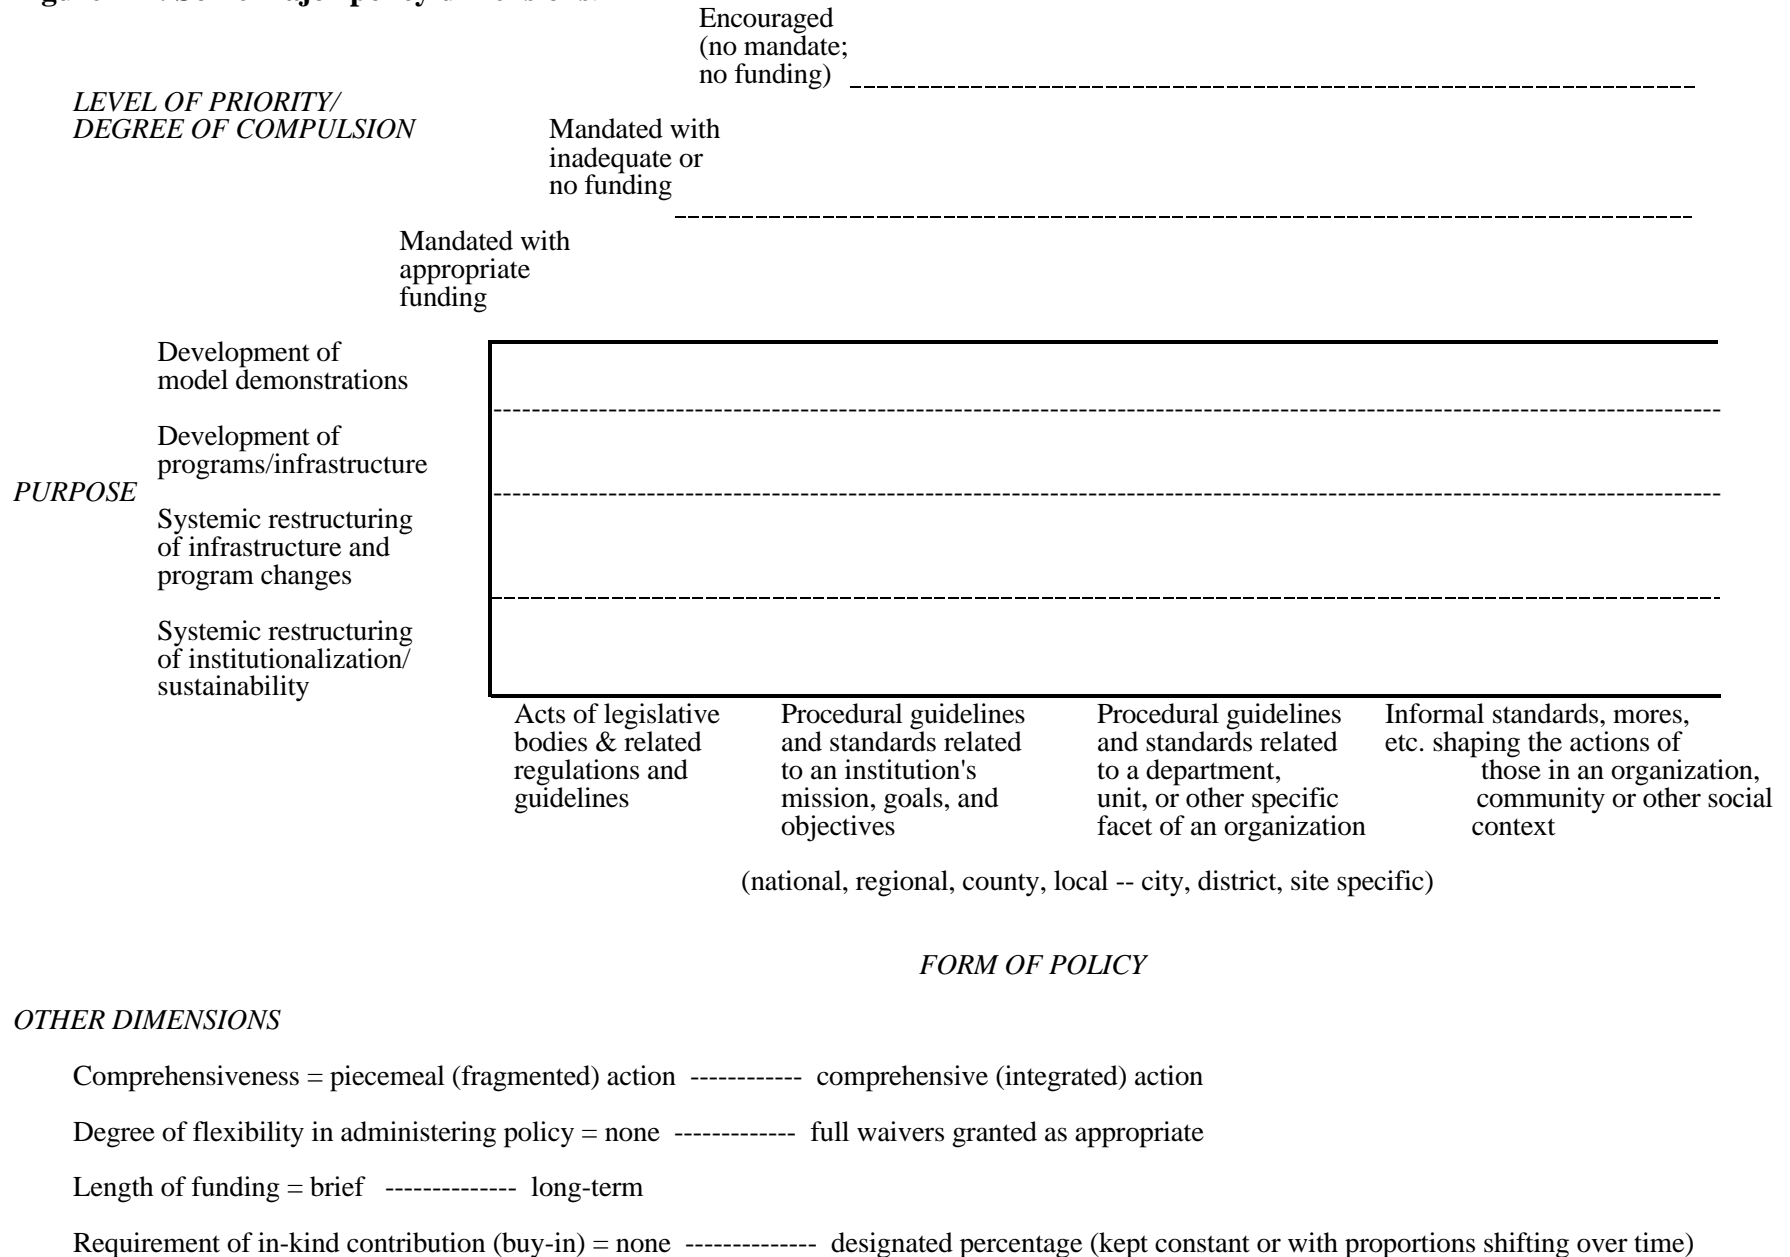 Encouraged
(no mandate;
no funding)
LEVEL OF PRIORITY/
DEGREE OF COMPULSION
Mandated with
inadequate or
no funding
Mandated with
appropriate
funding
Development of
model demonstrations
Development of
programs/infrastructure
PURPOSE
Systemic restructuring
of infrastructure and
program changes
Systemic restructuring
of institutionalization/
sustainability
Acts of legislative
bodies & related
regulations and
guidelines
Procedural guidelines
and standards related
to an institution's
mission, goals, and
objectives
Procedural guidelines
and standards related
to a department,
unit, or other specific
facet of an organization
Informal standards, mores,
etc. shaping the actions of
those in an organization,
community or other social
context
(national, regional, county, local -- city, district, site specific)
FORM OF POLICY
OTHER DIMENSIONS
Comprehensiveness = piecemeal (fragmented) action ------------ comprehensive (integrated) action
Degree of flexibility in administering policy = none ------------- full waivers granted as appropriate
Length of funding = brief -------------- long-term
Requirement of in-kind contribution (buy-in) = none -------------- designated percentage (kept constant or with proportions shifting over time)